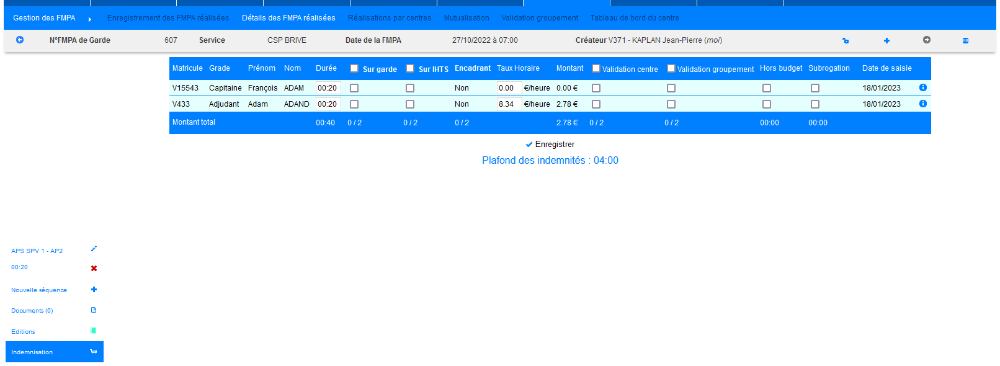 Gestion des FMPA Enregistrement des FMPA réalisées Détails des FMPA réalisées Réalisations par centres Mutualisation Validation groupement Tableau de bord du centre
N°FMPA de Garde 607 Service CSP BRIVE Date de la FMPA 27/10/2022 à 07:00 Créateur V371 - KAPLAN Jean-Pierre (moi)
Matricule Grade Prénom Nom Durée Sur garde Sur IHTS Encadrant Taux Horaire Montant Validation centre Validation groupement Hors budget Subrogation Date de saisie
V15543 Capitaine François ADAM 00:20 Non 0.00 €/heure 0.00 € 18/01/2023
V433 Adjudant Adam ADAND 00:20 Non 8.34 €/heure 2.78 € 18/01/2023
Montant total 00:40 0 / 2 0 / 2 0 / 2 2.78 € 0 / 2 0 / 2 00:00 00:00
Enregistrer
Plafond des indemnités : 04:00
APS SPV 1 - AP2
00:20
Nouvelle séquence
Documents (0)
Editions
Indemnisation